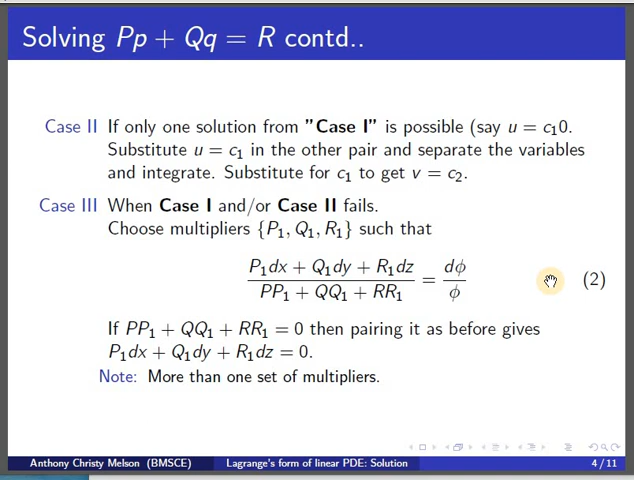 Solving Pp + Qq = R contd..
Case II If only one solution from "Case I" is possible (say u = c₁0.
Substitute u = c₁ in the other pair and separate the variables
and integrate. Substitute for c₁ to get v = c₂.
Case III When Case I and/or Case II fails.
Choose multipliers {P₁, Q₁, R₁} such that
P₁dx + Q₁dy + R₁dz / PP₁ + QQ₁ + RR₁ = dϕ / ϕ (2)
If PP₁ + QQ₁ + RR₁ = 0 then pairing it as before gives
P₁dx + Q₁dy + R₁dz = 0.
Note: More than one set of multipliers.
Anthony Christy Melson (BMSCE) Lagrange's form of linear PDE: Solution 4 / 11